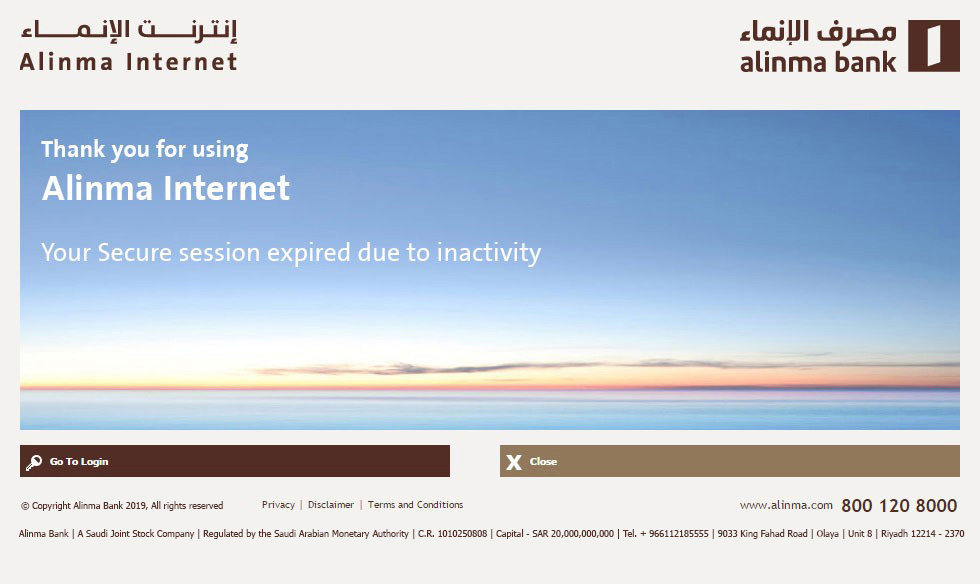 إنترنت الإنماء
Alinma Internet
مصرف الإنماء
alinma bank
Thank you for using
Alinma Internet
Your Secure session expired due to inactivity
Go To Login
X Close
© Copyright Alinma Bank 2019, All rights reserved
Privacy | Disclaimer | Terms and Conditions
www.alinma.com 800 120 8000
Alinma Bank | A Saudi Joint Stock Company | Regulated by the Saudi Arabian Monetary Authority | C.R. 1010250808 | Capital - SAR 20,000,000,000 | Tel. + 966112185555 | 9033 King Fahad Road | Olaya | Unit 8 | Riyadh 12214 - 2370